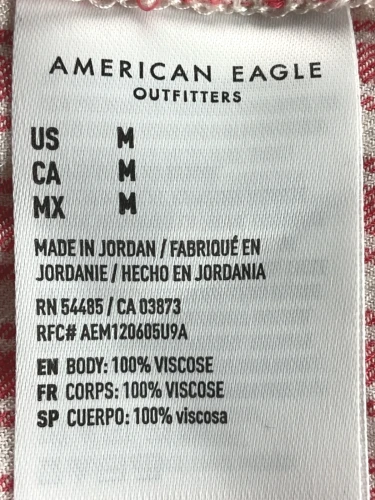 AMERICAN EAGLE
OUTFITTERS
US M
CA M
MX M
MADE IN JORDAN / FABRIQUÉ EN
JORDANIE / HECHO EN JORDANIA
RN 54485 / CA 03873
RFC# AEM120605U9A
EN BODY: 100% VISCOSE
FR CORPS: 100% VISCOSE
SP CUERPO: 100% viscosa